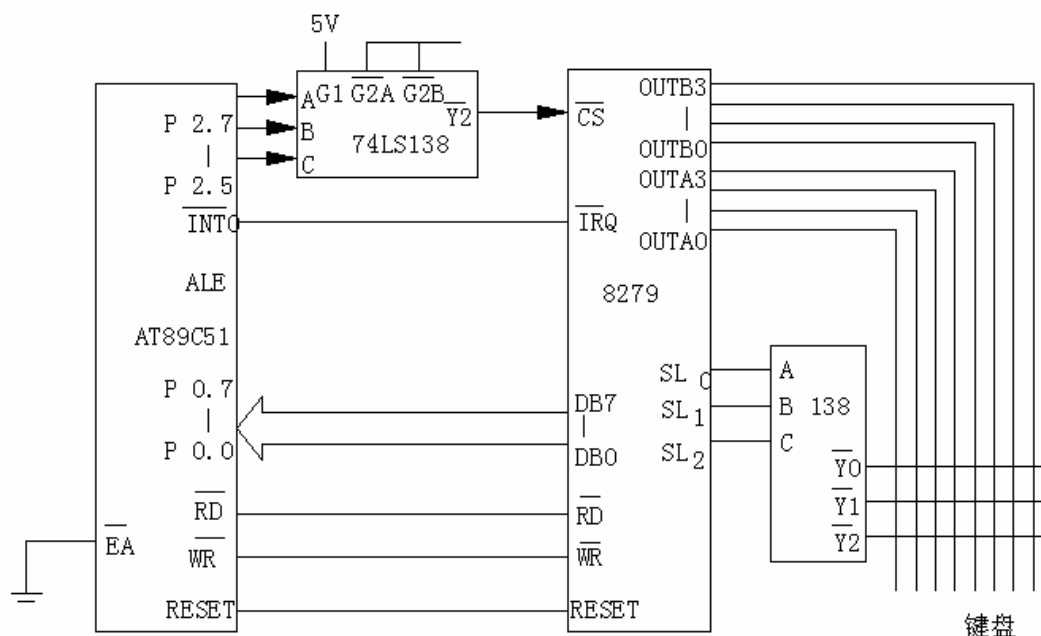 5V
G1 G2A G2B
A
B
C
Y2
74LS138
P 2.7
P 2.5
INT0
ALE
AT89C51
P 0.7
P 0.0
RD
EA
WR
RESET
CS
IRQ
8279
DB7
DB0
RD
WR
RESET
OUTB3
OUTB0
OUTA3
OUTA0
SL0
SL1
SL2
A
B
C
138
Y0
Y1
Y2
键盘